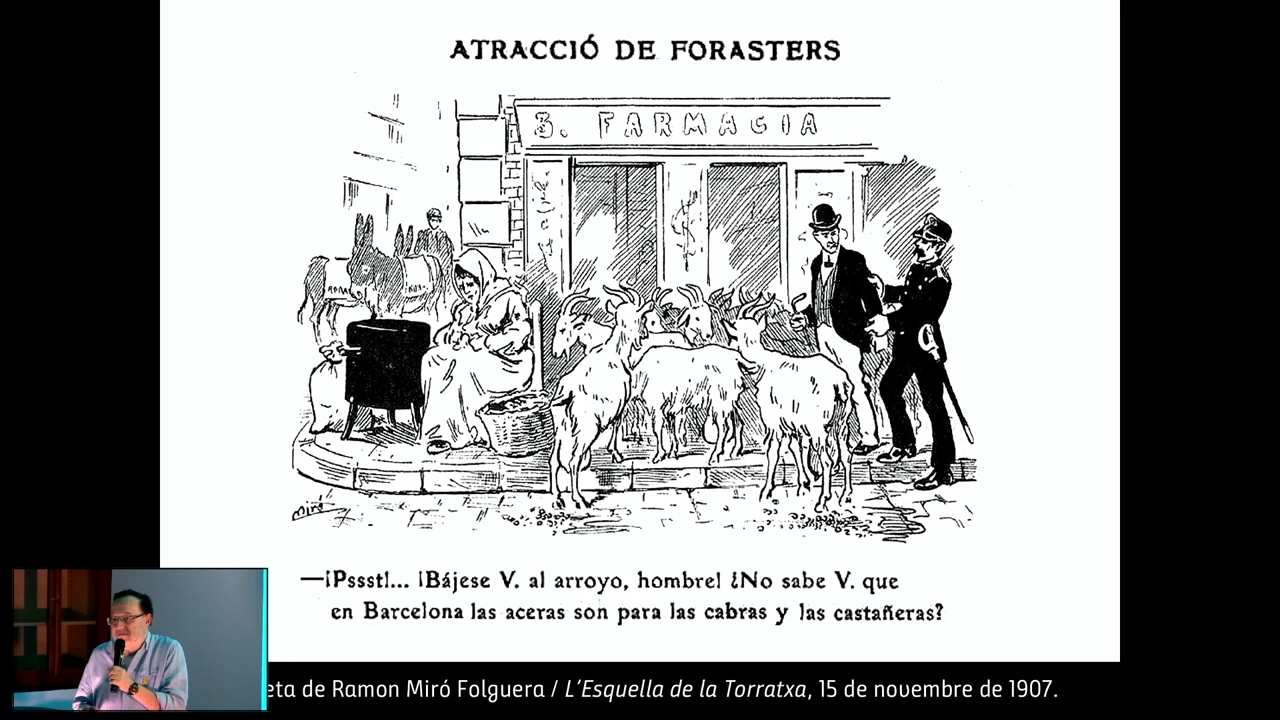 ATRACCIÓ DE FORASTERS
3. FARMACIA
Miró
—¡Pssst!... ¡Bájese V. al arroyo, hombre! ¿No sabe V. que
en Barcelona las aceras son para las cabras y las castañeras?
eta de Ramon Miró Folguera / L'Esquella de la Torratxa, 15 de novembre de 1907.